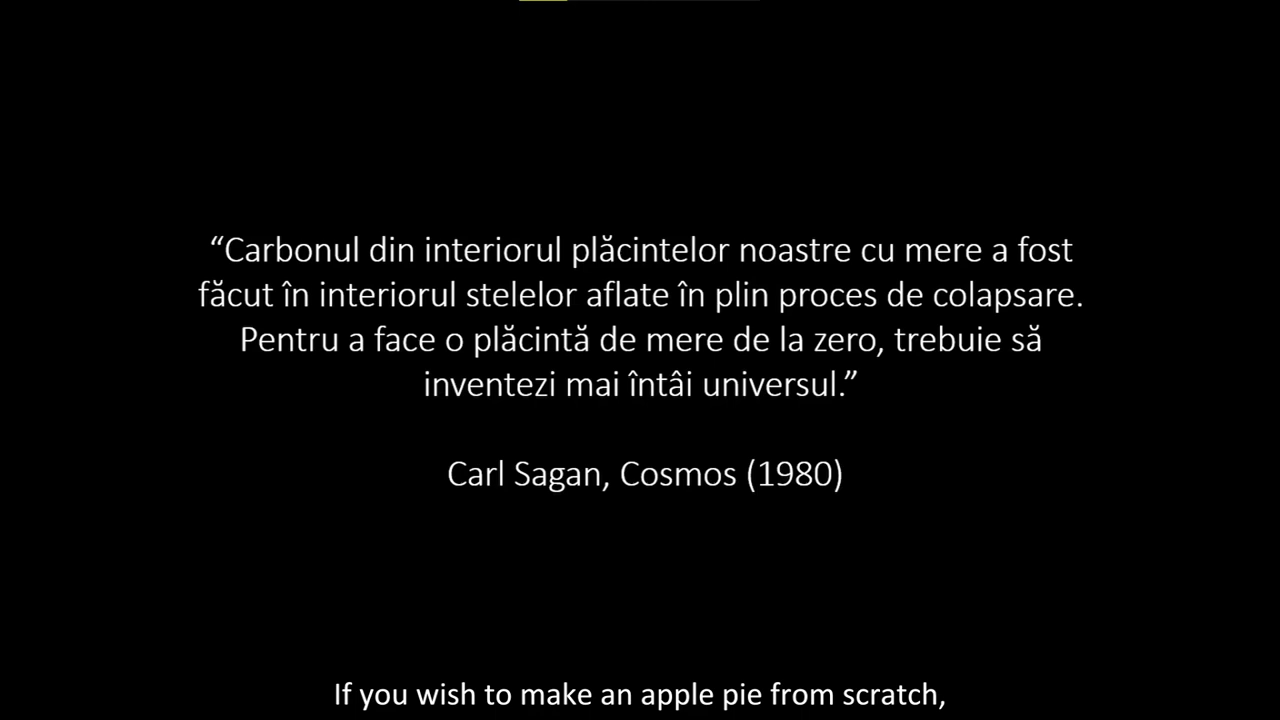 “Carbonul din interiorul plăcintelor noastre cu mere a fost
făcut în interiorul stelelor aflate în plin proces de colapsare.
Pentru a face o plăcintă de mere de la zero, trebuie să
inventezi mai întâi universul.”
Carl Sagan, Cosmos (1980)
If you wish to make an apple pie from scratch,